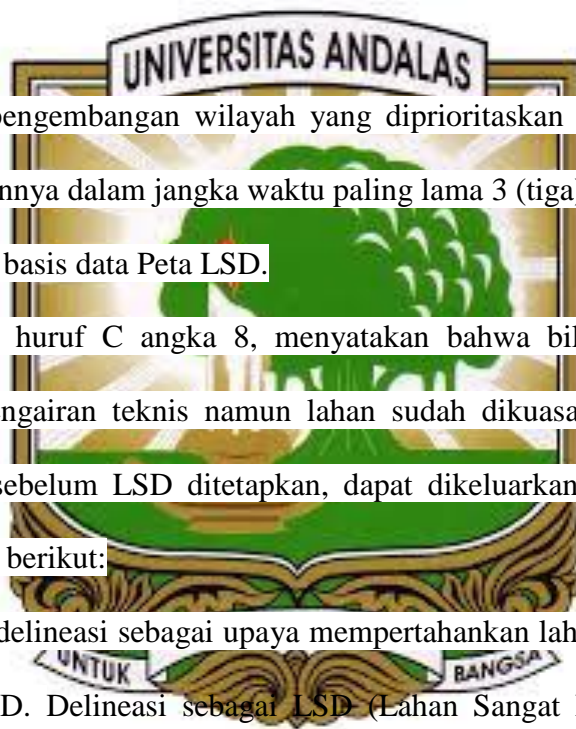 UNIVERSITAS ANDALAS
pengembangan wilayah yang diprioritaskan
nnya dalam jangka waktu paling lama 3 (tiga)
basis data Peta LSD.
huruf C angka 8, menyatakan bahwa bil
engairan teknis namun lahan sudah dikuasa
sebelum LSD ditetapkan, dapat dikeluarkan
berikut:
delineasi sebagai upaya mempertahankan lah
UNTUK BANGSA
D. Delineasi sebagai LSD (Lahan Sangat